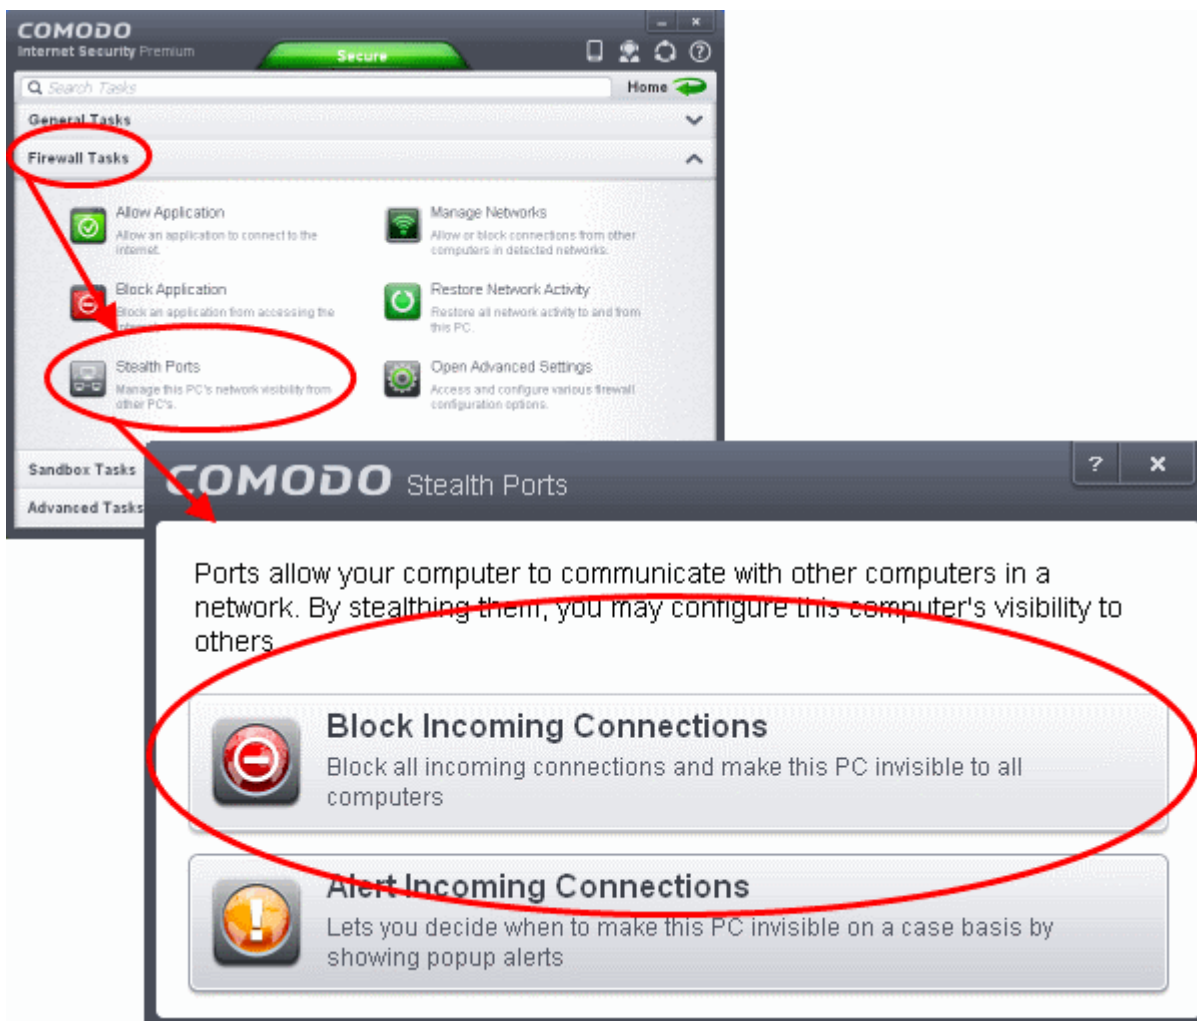 COMODO
Internet Security Premium
Secure
Search Tasks
Home
General Tasks
Firewall Tasks
Allow Application
Allow an application to connect to the
internet.
Manage Networks
Allow or block connections from other
computers in detected networks.
Block Application
Block an application from accessing the
Restore Network Activity
Restore all network activity to and from
this PC.
Stealth Ports
Manage this PC's network visibility from
other PC's.
Open Advanced Settings
Access and configure various firewall
configuration options.
Sandbox Tasks
Advanced Tasks
COMODO Stealth Ports
?
Ports allow your computer to communicate with other computers in a
network. By stealthing them, you may configure this computer's visibility to
others.
Block Incoming Connections
Block all incoming connections and make this PC invisible to all
computers
Alert Incoming Connections
Lets you decide when to make this PC invisible on a case basis by
showing popup alerts